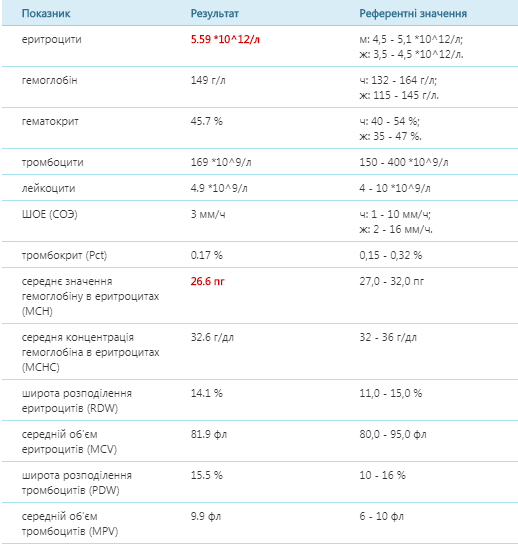 Показник Результат Референтні значення
еритроцити 5.59 *10^12/л м: 4,5 - 5,1 *10^12/л;
ж: 3,5 - 4,5 *10^12/л.
гемоглобін 149 г/л ч: 132 - 164 г/л;
ж: 115 - 145 г/л.
гематокрит 45.7 % ч: 40 - 54 %;
ж: 35 - 47 %.
тромбоцити 169 *10^9/л 150 - 400 *10^9/л
лейкоцити 4.9 *10^9/л 4 - 10 *10^9/л
ШОЕ (СОЭ) 3 мм/ч ч: 1 - 10 мм/ч;
ж: 2 - 16 мм/ч.
тромбокрит (Pct) 0.17 % 0,15 - 0,32 %
середнє значення 26.6 пг 27,0 - 32,0 пг
гемоглобіну в еритроцитах
(MCH)
середня концентрація 32.6 г/дл 32 - 36 г/дл
гемоглобіна в еритроцитах
(MCHC)
широта розподілення 14.1 % 11,0 - 15,0 %
еритроцитів (RDW)
середній об'єм 81.9 фл 80,0 - 95,0 фл
еритроцитів (MCV)
широта розподілення 15.5 % 10 - 16 %
тромбоцитів (PDW)
середній об'єм 9.9 фл 6 - 10 фл
тромбоцитів (MPV)